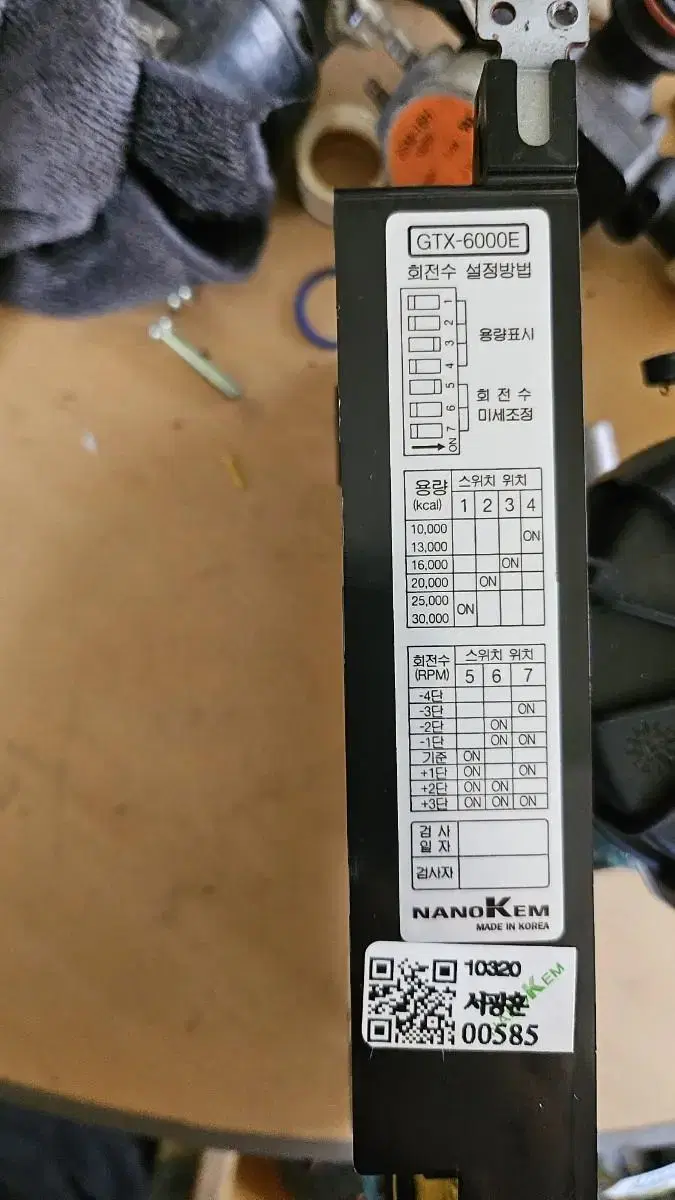 GTX-6000E
회전수 설정방법
1
2
3
4
5
6
7
ON
용량표시
회 전 수
미세조정
용량 스위치 위치
(kcal) 1 2 3 4
10,000
13,000 ON
16,000 ON
20,000 ON
25,000
30,000 ON
회전수 스위치 위치
(RPM) 5 6 7
-4단
-3단 ON
-2단 ON
-1단 ON ON
기준 ON
+1단 ON ON
+2단 ON ON
+3단 ON ON ON
검 사
일 자
검사자
NANOKEM
MADE IN KOREA
10320
서광훈
00585